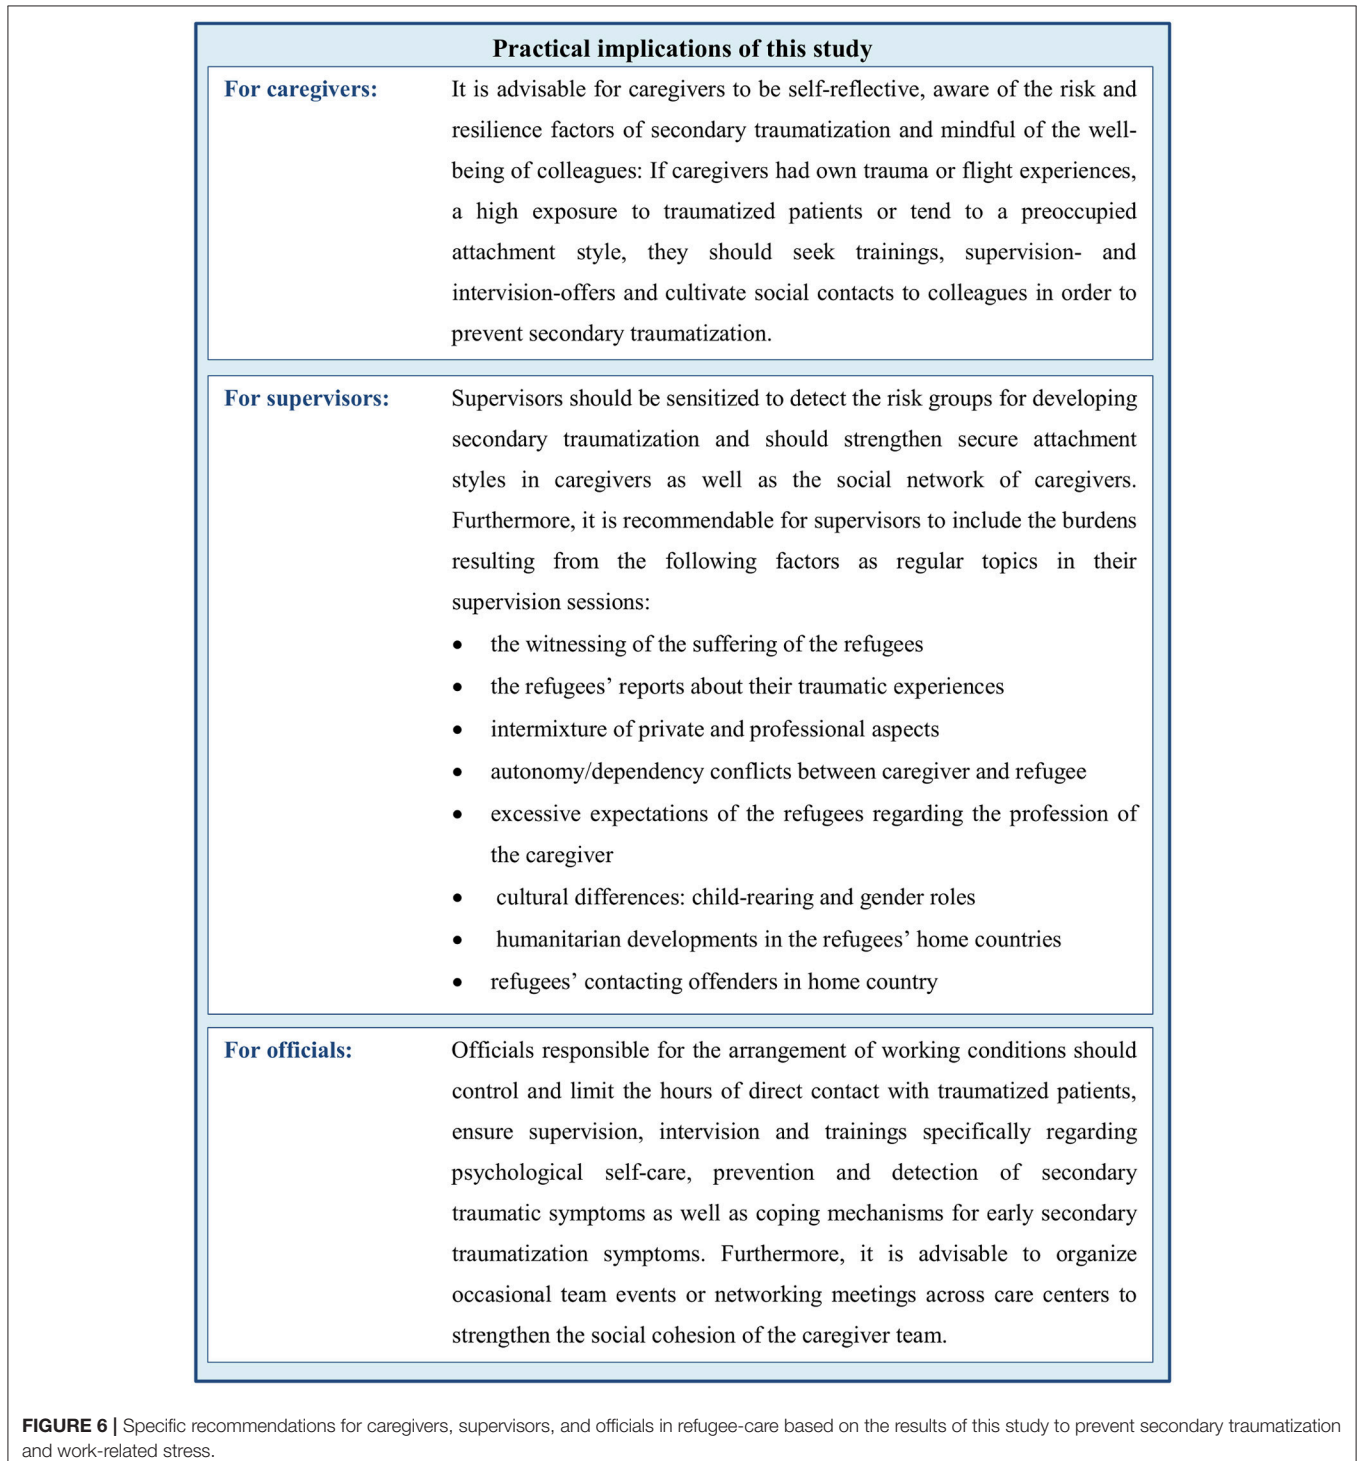 Practical implications of this study
For caregivers:
It is advisable for caregivers to be self-reflective, aware of the risk and
resilience factors of secondary traumatization and mindful of the well-
being of colleagues: If caregivers had own trauma or flight experiences,
a high exposure to traumatized patients or tend to a preoccupied
attachment style, they should seek trainings, supervision- and
intervision-offers and cultivate social contacts to colleagues in order to
prevent secondary traumatization.
For supervisors:
Supervisors should be sensitized to detect the risk groups for developing
secondary traumatization and should strengthen secure attachment
styles in caregivers as well as the social network of caregivers.
Furthermore, it is recommendable for supervisors to include the burdens
resulting from the following factors as regular topics in their
supervision sessions:
• the witnessing of the suffering of the refugees
• the refugees’ reports about their traumatic experiences
• intermixture of private and professional aspects
• autonomy/dependency conflicts between caregiver and refugee
• excessive expectations of the refugees regarding the profession of
the caregiver
• cultural differences: child-rearing and gender roles
• humanitarian developments in the refugees’ home countries
• refugees’ contacting offenders in home country
For officials:
Officials responsible for the arrangement of working conditions should
control and limit the hours of direct contact with traumatized patients,
ensure supervision, intervision and trainings specifically regarding
psychological self-care, prevention and detection of secondary
traumatic symptoms as well as coping mechanisms for early secondary
traumatization symptoms. Furthermore, it is advisable to organize
occasional team events or networking meetings across care centers to
strengthen the social cohesion of the caregiver team.
FIGURE 6 | Specific recommendations for caregivers, supervisors, and officials in refugee-care based on the results of this study to prevent secondary traumatization
and work-related stress.